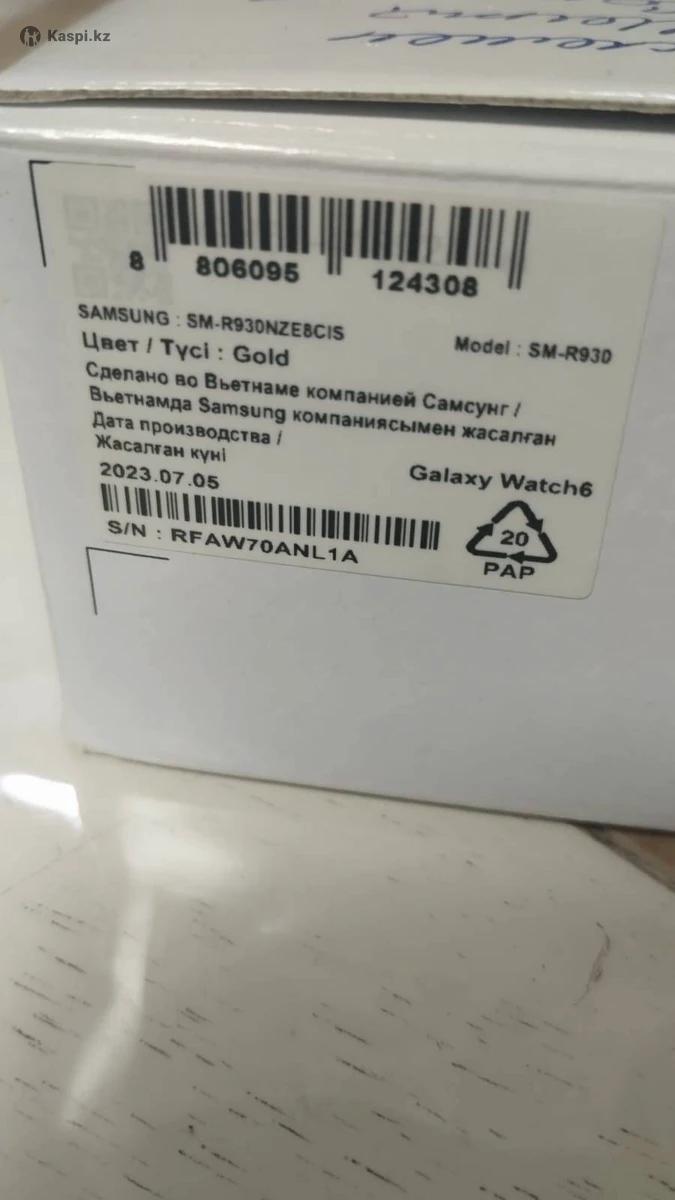 Kaspi.kz
8 806095 124308
SAMSUNG : SM-R930NZE8CIS
Model : SM-R930
Цвет / Түсі : Gold
Сделано во Вьетнаме компанией Самсунг /
Вьетнамда Samsung компаниясымен жасалған
Дата производства /
Жасалған күні
2023.07.05
Galaxy Watch6
S/N : RFAW70ANL1A
20
PAP